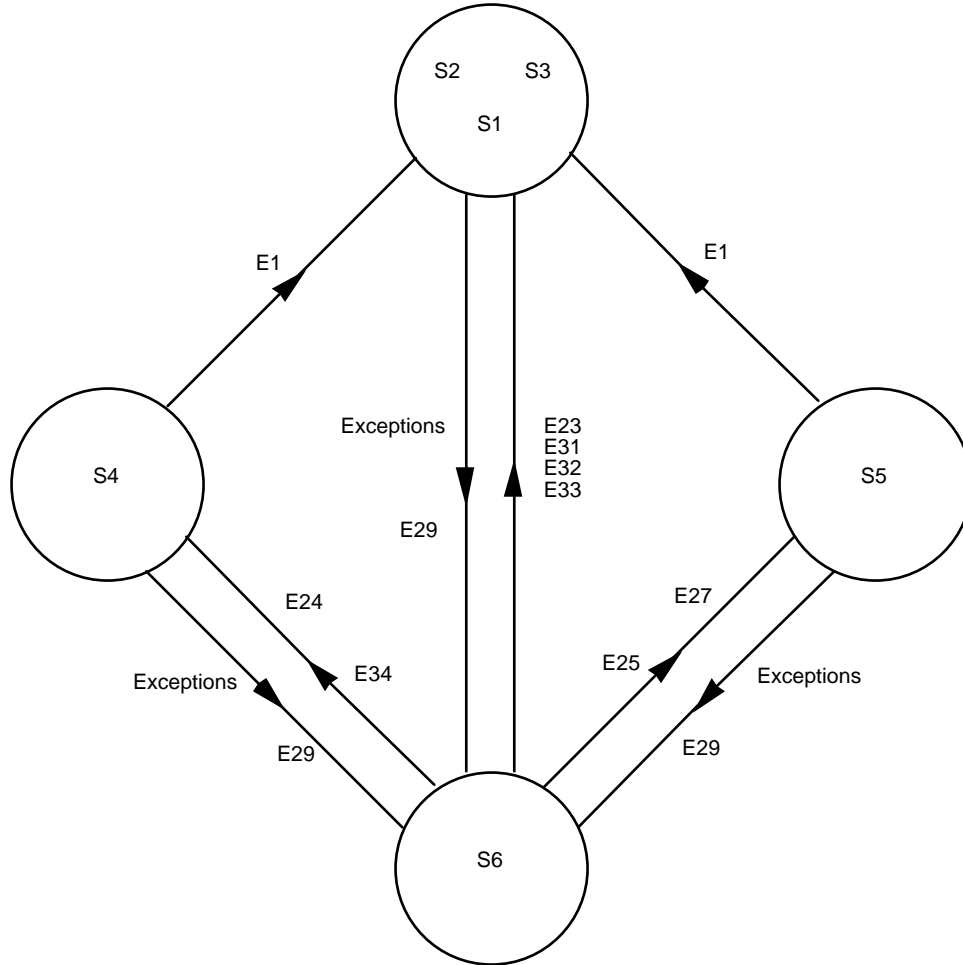 S2
S3
S1
E1
E1
Exceptions
E23
E31
E32
E33
S4
S5
E29
E24
E27
E34
E25
Exceptions
Exceptions
E29
E29
S6